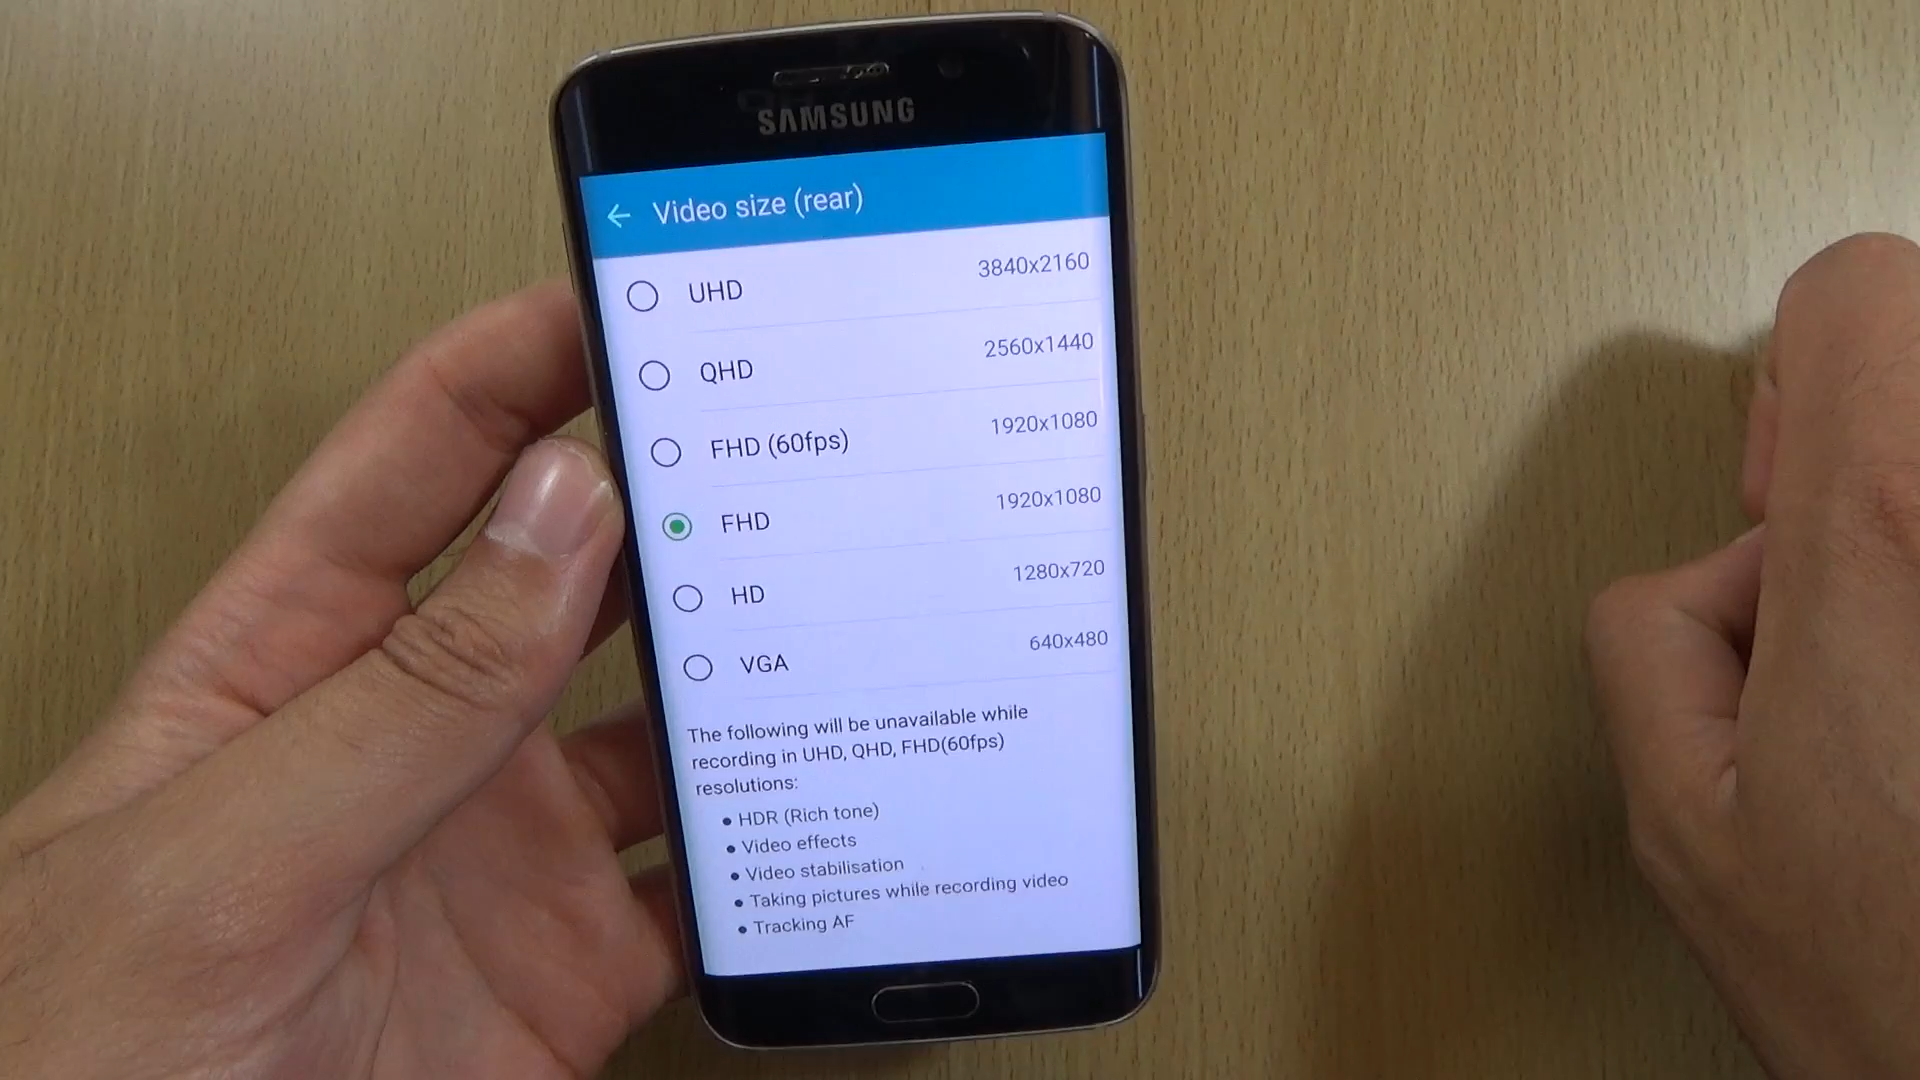 SAMSUNG
Video size (rear)
UHD 3840x2160
QHD 2560x1440
FHD (60fps) 1920x1080
FHD 1920x1080
HD 1280x720
VGA 640x480
The following will be unavailable while
recording in UHD, QHD, FHD(60fps)
resolutions:
• HDR (Rich tone)
• Video effects
• Video stabilisation
• Taking pictures while recording video
• Tracking AF